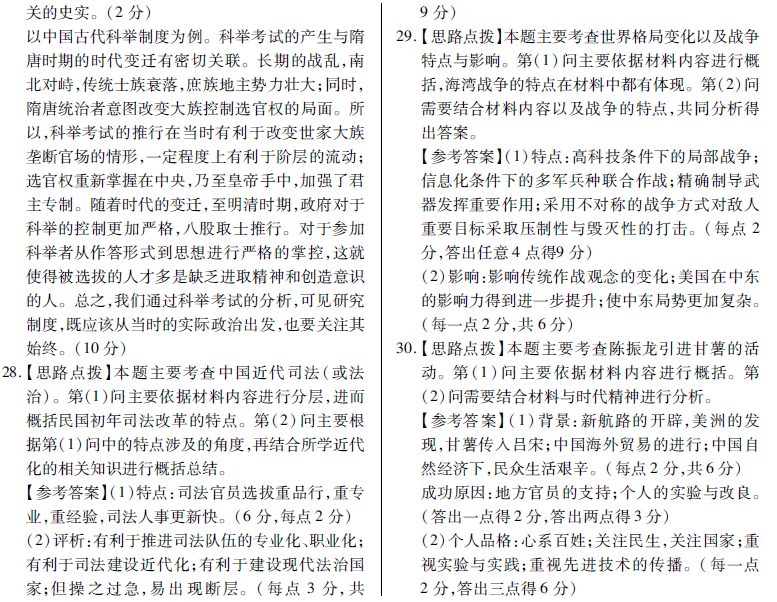 关的史实。(2 分)
以中国古代科举制度为例。科举考试的产生与隋
唐时期的时代变迁有密切关联。长期的战乱,南
北对峙,传统士族衰落,庶族地主势力壮大;同时,
隋唐统治者意图改变大族控制选官权的局面。所
以,科举考试的推行在当时有利于改变世家大族
垄断官场的情形,一定程度上有利于阶层的流动;
选官权重新掌握在中央,乃至皇帝手中,加强了君
主专制。随着时代的变迁,至明清时期,政府对于
科举的控制更加严格,八股取士推行。对于参加
科举者从作答形式到思想进行严格的掌控,这就
使得被选拔的人才多是缺乏进取精神和创造意识
的人。总之,我们通过科举考试的分析,可见研究
制度,既应该从当时的实际政治出发,也要关注其
始终。(10 分)
28.【思路点拨】本题主要考查中国近代司法(或法
治)。第(1)问主要依据材料内容进行分层,进而
概括民国初年司法改革的特点。第(2)问主要根
据第(1)问中的特点涉及的角度,再结合所学近代
化的相关知识进行概括总结。
【参考答案】(1)特点:司法官员选拔重品行,重专
业,重经验,司法人事更新快。(6 分,每点 2 分)
(2)评析:有利于推进司法队伍的专业化、职业化;
有利于司法建设近代化;有利于建设现代法治国
家;但操之过急,易出现断层。(每点 3 分,共
9 分)
29.【思路点拨】本题主要考查世界格局变化以及战争
特点与影响。第(1)问主要依据材料内容进行概
括,海湾战争的特点在材料中都有体现。第(2)问
需要结合材料内容以及战争的特点,共同分析得
出答案。
【参考答案】(1)特点:高科技条件下的局部战争;
信息化条件下的多军兵种联合作战;精确制导武
器发挥重要作用;采用不对称的战争方式对敌人
重要目标采取压制性与毁灭性的打击。(每点 2
分,答出任意 4 点得9 分)
(2)影响:影响传统作战观念的变化;美国在中东
的影响力得到进一步提升;使中东局势更加复杂。
(每一点 2 分,共 6 分)
30.【思路点拨】本题主要考查陈振龙引进甘薯的活
动。第(1)问主要依据材料内容进行概括。第
(2)问需要结合材料与时代精神进行分析。
【参考答案】(1)背景:新航路的开辟,美洲的发
现,甘薯传入吕宋;中国海外贸易的进行;中国自
然经济下,民众生活艰辛。(每点 2 分,共 6 分)
成功原因:地方官员的支持;个人的实验与改良。
(答出一点得 2 分,答出两点得 3 分)
(2)个人品格:心系百姓;关注民生,关注国家;重
视实验与实践;重视先进技术的传播。(每一点
2 分,答出三点得 6 分)